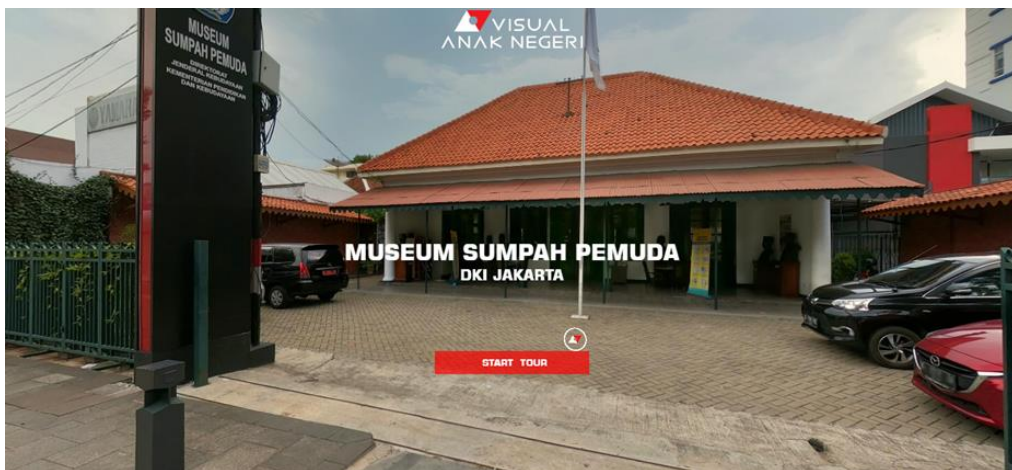 VISUAL
ANAK NEGERI
MUSEUM
SUMPAH PEMUDA
DIREKTORAT
JENDERAL KEBUDAYAAN
KEMENTERIAN PENDIDIKAN
DAN KEBUDAYAAN
MUSEUM SUMPAH PEMUDA
DKI JAKARTA
START TOUR